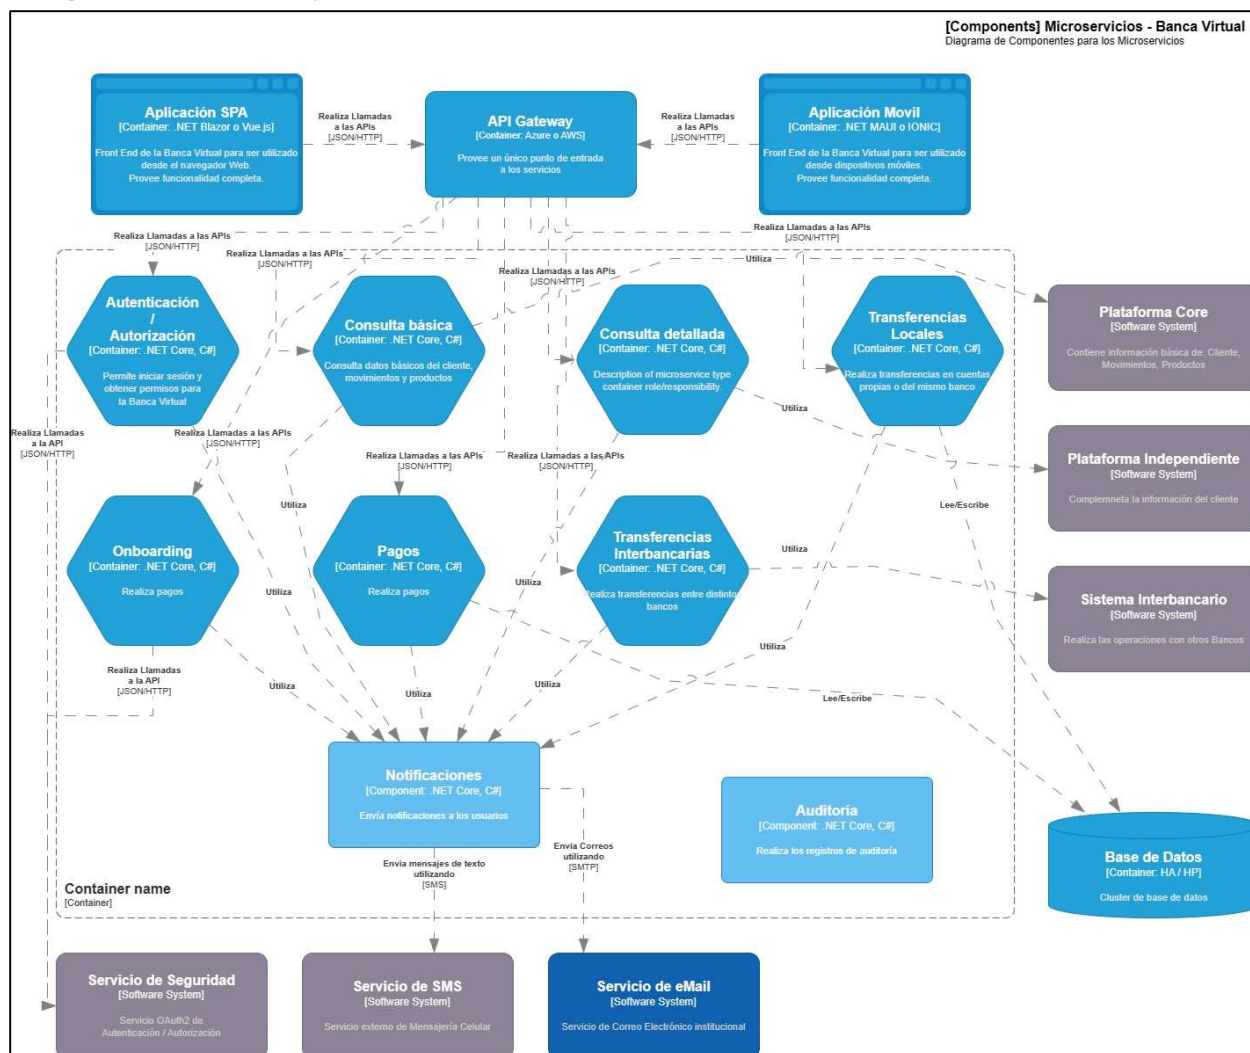 [Components] Microservicios - Banca Virtual
Diagrama de Componentes para los Microservicios
Aplicación SPA
[Container: .NET Blazor o Vue.js]
Front End de la Banca Virtual para ser utilizado
desde el navegador Web.
Provee funcionalidad completa.
Realiza Llamadas
a las APIs
[JSON/HTTP]
API Gateway
[Container: Azure o AWS]
Provee un único punto de entrada
a los servicios
Realiza Llamadas
a las APIs
[JSON/HTTP]
Aplicación Movil
[Container: .NET MAUI o IONIC]
Front End de la Banca Virtual para ser utilizado
desde dispositivos móviles.
Provee funcionalidad completa.
Realiza Llamadas a las APIs
[JSON/HTTP]
Realiza Llamadas a las APIs
[JSON/HTTP]
Realiza Llamadas a las APIs
[JSON/HTTP]
Realiza Llamadas a las APIs
[JSON/HTTP]
Utiliza
Autenticación
/
Autorización
[Container: .NET Core, C#]
Permite iniciar sesión y
obtener permisos para
la Banca Virtual
Consulta básica
[Container: .NET Core, C#]
Consulta datos básicos del cliente,
movimientos y productos
Consulta detallada
[Container: .NET Core, C#]
Description of microservice type
container role/responsibility.
Transferencias
Locales
[Container: .NET Core, C#]
Realiza transferencias en cuentas
propias o del mismo banco
Plataforma Core
[Software System]
Contiene información básica de: Cliente,
Movimientos, Productos
Utiliza
Realiza Llamadas
a la API
[JSON/HTTP]
Realiza Llamadas a las APIs
[JSON/HTTP]
Realiza Llamadas a las APIs
[JSON/HTTP]
Realiza Llamadas a las APIs
[JSON/HTTP]
Plataforma Independiente
[Software System]
Complemneta la información del cliente
Utiliza
Lee/Escribe
Onboarding
[Container: .NET Core, C#]
Realiza pagos
Pagos
[Container: .NET Core, C#]
Realiza pagos
Transferencias
Interbancarias
[Container: .NET Core, C#]
Realiza transferencias entre distintos
bancos
Utiliza
Utiliza
Utiliza
Sistema Interbancario
[Software System]
Realiza las operaciones con otros Bancos
Utiliza
Realiza Llamadas
a la API
[JSON/HTTP]
Utiliza
Utiliza
Utiliza
Lee/Escribe
Notificaciones
[Component: .NET Core, C#]
Envía notificaciones a los usuarios
Auditoría
[Component: .NET Core, C#]
Realiza los registros de auditoría
Envia mensajes de texto
utilizando
[SMS]
Envia Correos
utilizando
[SMTP]
Base de Datos
[Container: HA / HP]
Cluster de base de datos
Container name
[Container]
Servicio de Seguridad
[Software System]
Servicio OAuth2 de
Autenticación / Autorización
Servicio de SMS
[Software System]
Servicio externo de Mensajería Celular
Servicio de eMail
[Software System]
Servicio de Correo Electrónico institucional